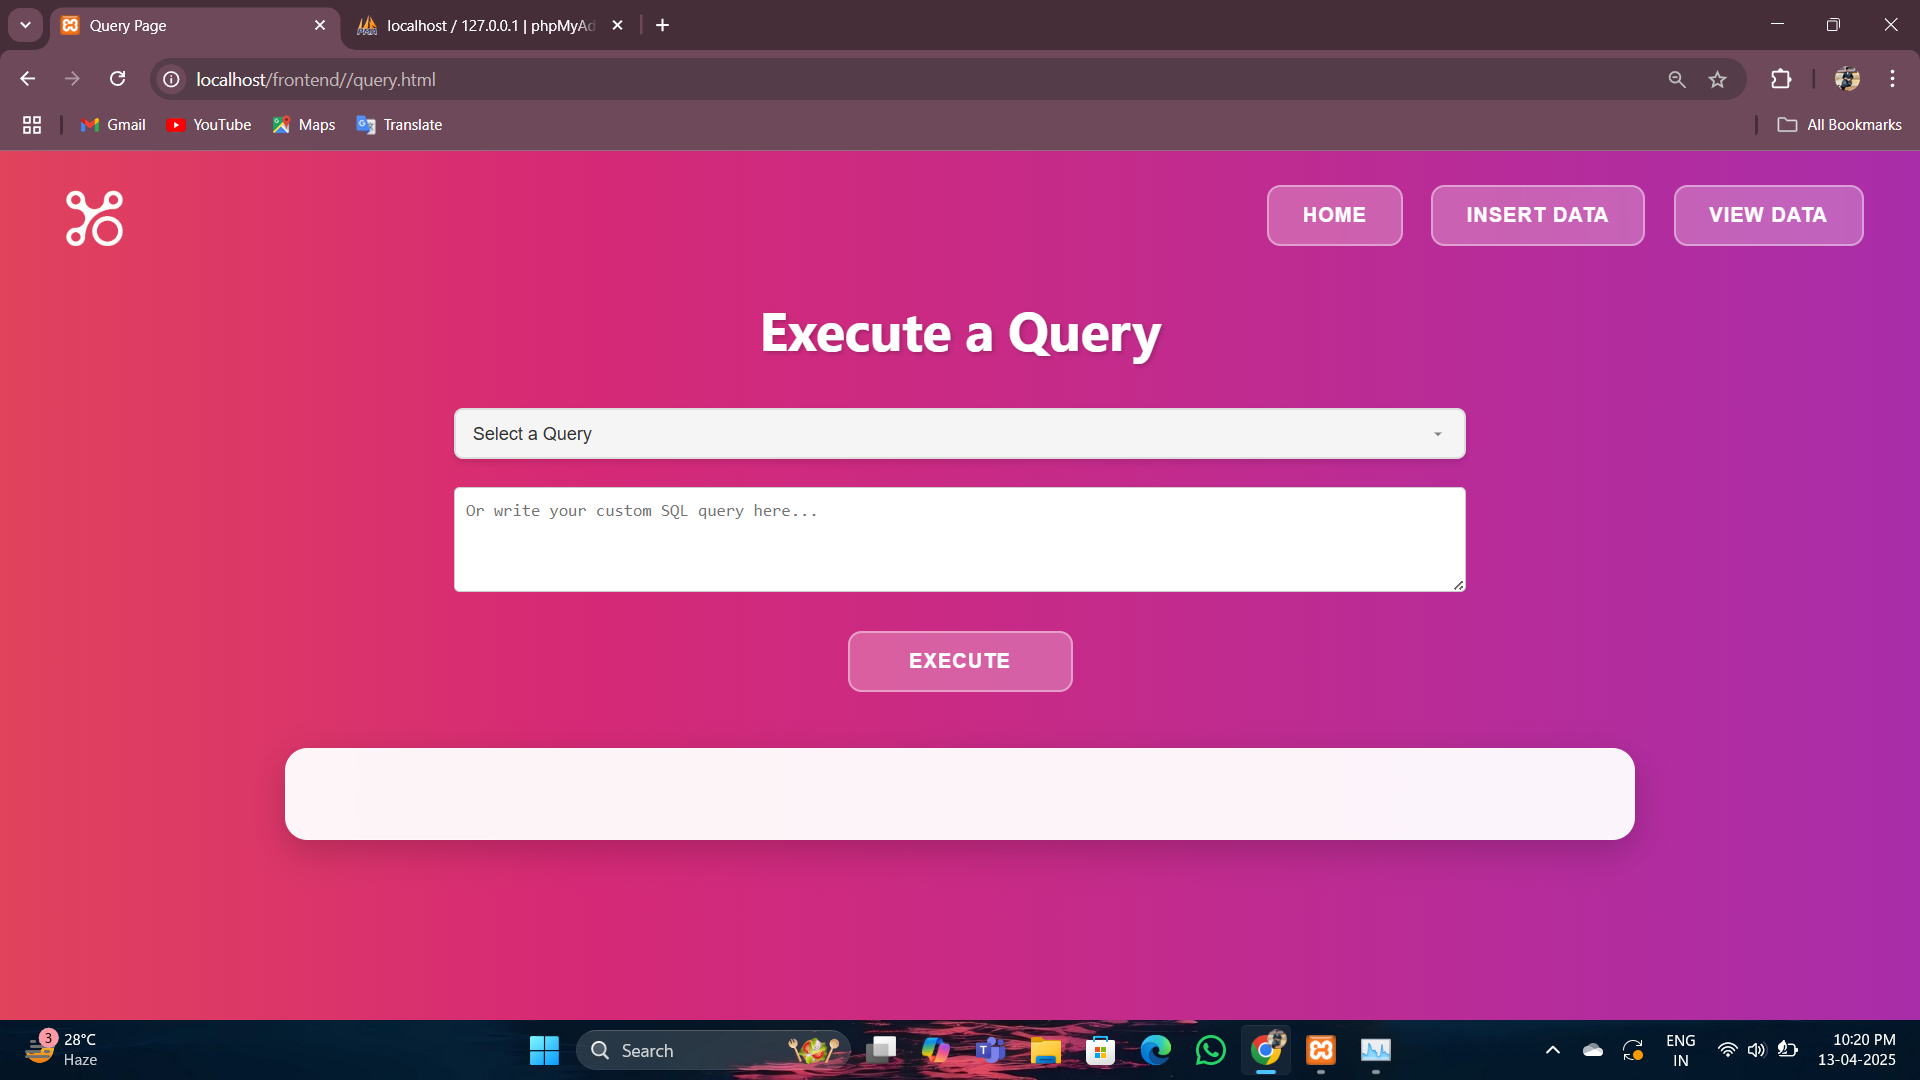 Query Page
localhost / 127.0.0.1 | phpMyAd
localhost/frontend//query.html
Gmail
YouTube
Maps
Translate
All Bookmarks
HOME
INSERT DATA
VIEW DATA
Execute a Query
Select a Query
Or write your custom SQL query here...
EXECUTE
3
28°C
Haze
Search
ENG
IN
10:20 PM
13-04-2025